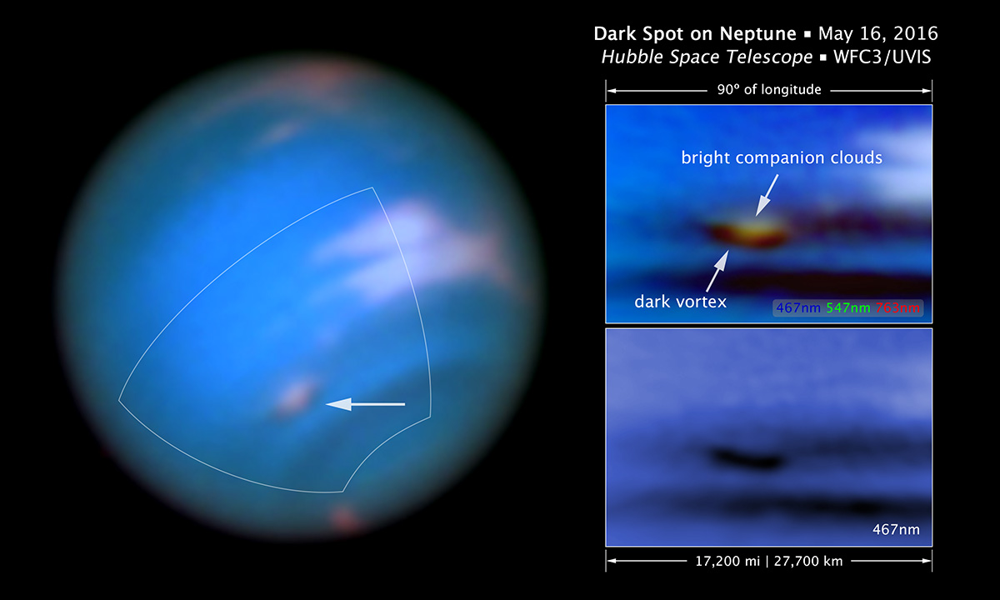 Dark Spot on Neptune ▪ May 16, 2016
Hubble Space Telescope ▪ WFC3/UVIS
90º of longitude
bright companion clouds
dark vortex
467nm 547nm 763nm
467nm
17,200 mi | 27,700 km